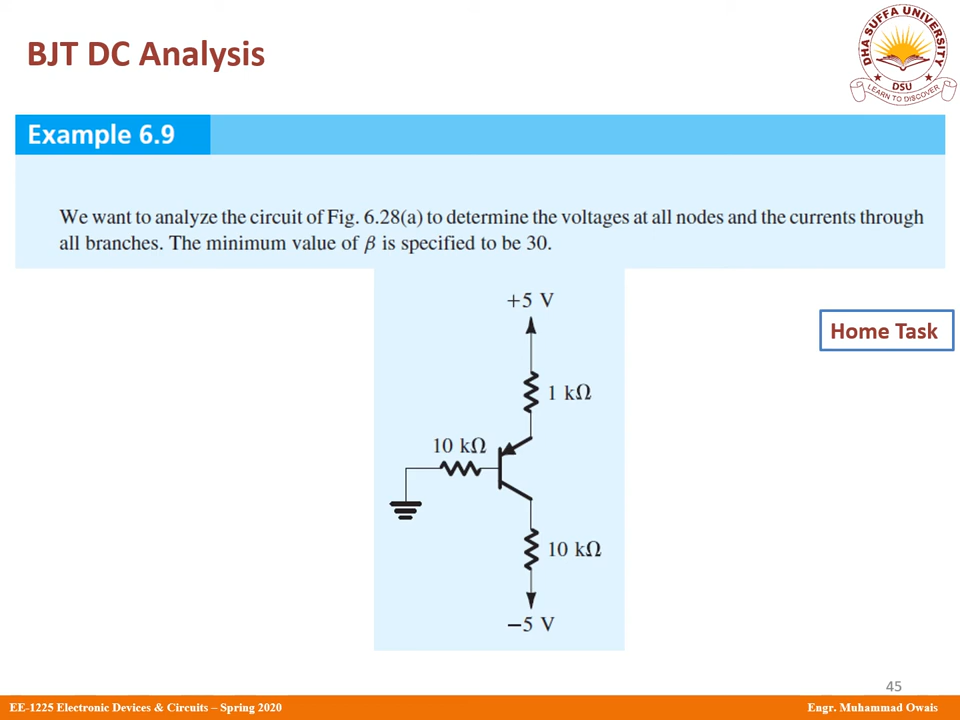 BJT DC Analysis
DHA SUFFA UNIVERSITY
DSU
LEARN TO DISCOVER
Example 6.9
We want to analyze the circuit of Fig. 6.28(a) to determine the voltages at all nodes and the currents through
all branches. The minimum value of β is specified to be 30.
+5 V
Home Task
1 kΩ
10 kΩ
10 kΩ
−5 V
45
EE-1225 Electronic Devices & Circuits – Spring 2020
Engr. Muhammad Owais